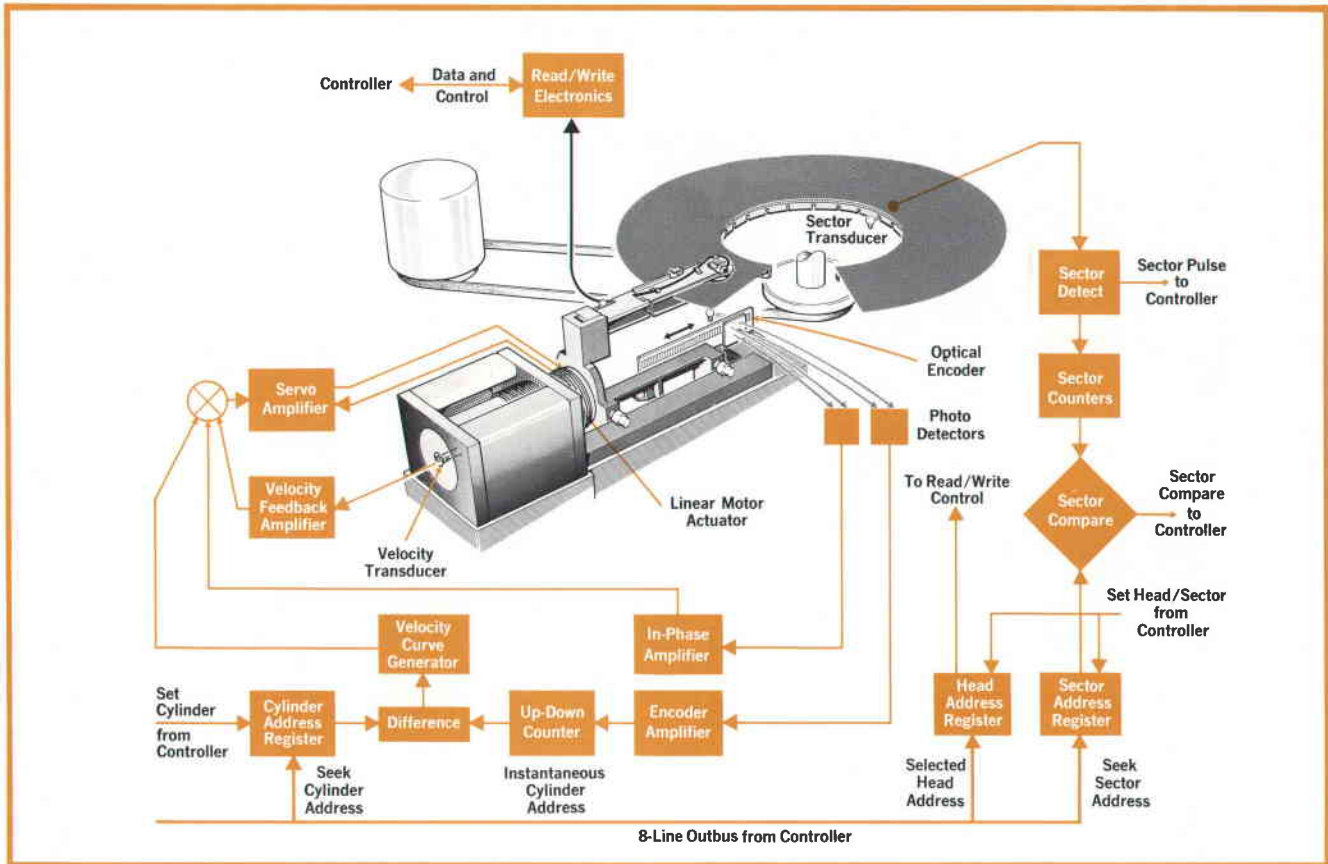 Controller
Data and
Control
Read/Write
Electronics
Sector
Transducer
Sector
Detect
Sector Pulse
to
Controller
Optical
Encoder
Sector
Counters
Servo
Amplifier
Photo
Detectors
To Read/Write
Control
Sector
Compare
Sector
Compare
to
Controller
Velocity
Feedback
Amplifier
Linear Motor
Actuator
Velocity
Transducer
Set Head/Sector
from
Controller
Velocity
Curve
Generator
In-Phase
Amplifier
Set
Cylinder
from
Controller
Cylinder
Address
Register
Difference
Up-Down
Counter
Encoder
Amplifier
Head
Address
Register
Sector
Address
Register
Seek
Cylinder
Address
Instantaneous
Cylinder
Address
Selected
Head
Address
Seek
Sector
Address
8-Line Outbus from Controller